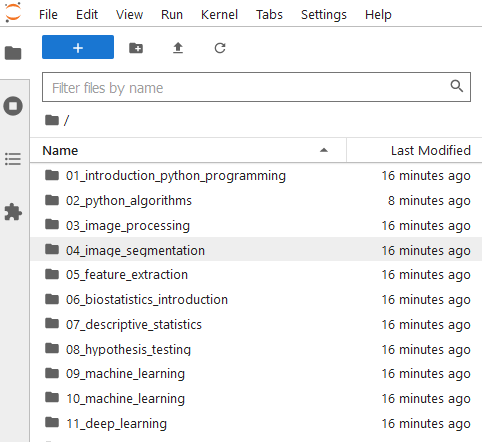 File Edit View Run Kernel Tabs Settings Help
+
Filter files by name
/
Name Last Modified
01_introduction_python_programming 16 minutes ago
02_python_algorithms 8 minutes ago
03_image_processing 16 minutes ago
04_image_segmentation 16 minutes ago
05_feature_extraction 16 minutes ago
06_biostatistics_introduction 16 minutes ago
07_descriptive_statistics 16 minutes ago
08_hypothesis_testing 16 minutes ago
09_machine_learning 16 minutes ago
10_machine_learning 16 minutes ago
11_deep_learning 16 minutes ago